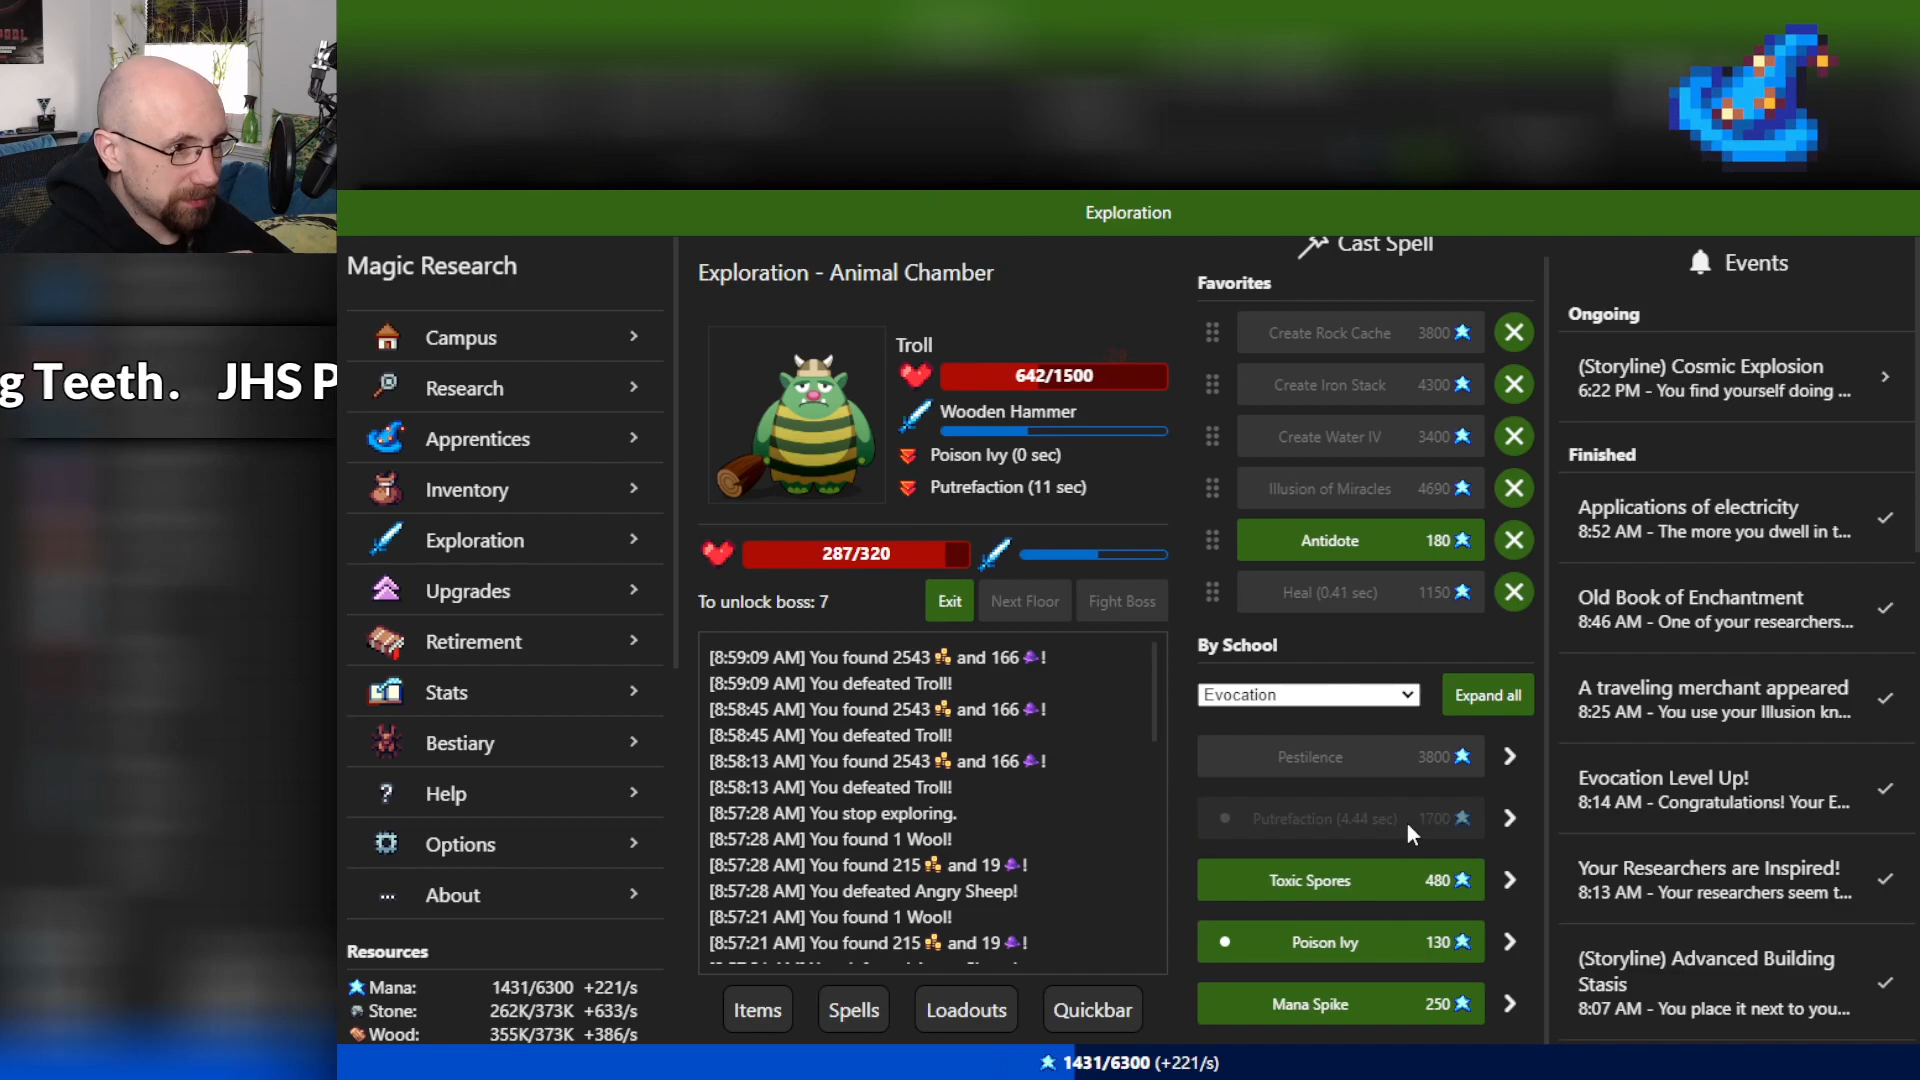 g Teeth.   JHS P
Exploration
Magic Research
Campus
Research
Apprentices
Inventory
Exploration
Upgrades
Retirement
Stats
Bestiary
Help
Options
About
Resources
Mana: 1431/6300 +221/s
Stone: 262K/373K +633/s
Wood: 355K/373K +386/s
Exploration - Animal Chamber
Troll
642/1500
Wooden Hammer
Poison Ivy (0 sec)
Putrefaction (11 sec)
287/320
To unlock boss: 7
Exit
Next Floor
Fight Boss
[8:59:09 AM] You found 2543 and 166 !
[8:59:09 AM] You defeated Troll!
[8:58:45 AM] You found 2543 and 166 !
[8:58:45 AM] You defeated Troll!
[8:58:13 AM] You found 2543 and 166 !
[8:58:13 AM] You defeated Troll!
[8:57:28 AM] You stop exploring.
[8:57:28 AM] You found 1 Wool!
[8:57:28 AM] You found 215 and 19 !
[8:57:28 AM] You defeated Angry Sheep!
[8:57:21 AM] You found 1 Wool!
[8:57:21 AM] You found 215 and 19 !
Items
Spells
Loadouts
Quickbar
Cast Spell
Favorites
Create Rock Cache 3800
Create Iron Stack 4300
Create Water IV 3400
Illusion of Miracles 4690
Antidote 180
Heal (0.41 sec) 1150
By School
Evocation
Expand all
Pestilence 3800
Putrefaction (4.44 sec) 1700
Toxic Spores 480
Poison Ivy 130
Mana Spike 250
Events
Ongoing
(Storyline) Cosmic Explosion
6:22 PM - You find yourself doing ...
Finished
Applications of electricity
8:52 AM - The more you dwell in t...
Old Book of Enchantment
8:46 AM - One of your researchers...
A traveling merchant appeared
8:25 AM - You use your Illusion kn...
Evocation Level Up!
8:14 AM - Congratulations! Your E...
Your Researchers are Inspired!
8:13 AM - Your researchers seem t...
(Storyline) Advanced Building
Stasis
8:07 AM - You place it next to you...
1431/6300 (+221/s)